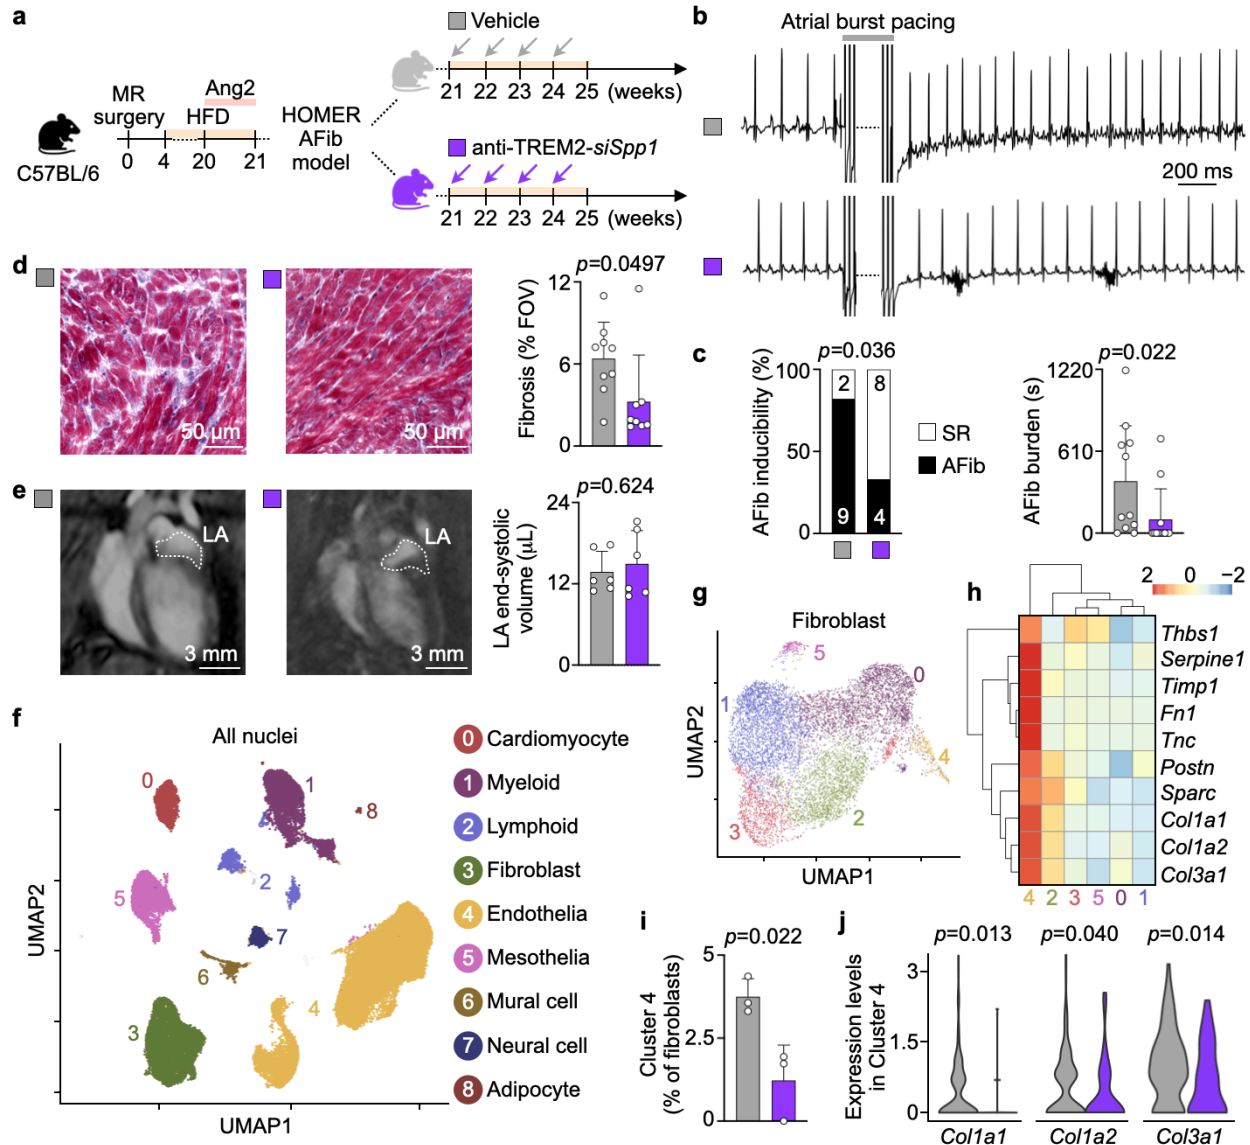 a
Vehicle
MR
surgery
Ang2
HFD
0 4 20 21
C57BL/6
HOMER
AFib
model
21 22 23 24 25 (weeks)
anti-TREM2-siSpp1
21 22 23 24 25 (weeks)
b
Atrial burst pacing
200 ms
c
p=0.036
AFib inducibility (%)
100
50
0
2 8
9 4
SR
AFib
p=0.022
AFib burden (s)
1220
610
0
d
50 µm
50 µm
p=0.0497
Fibrosis (% FOV)
12
6
0
e
LA
3 mm
LA
3 mm
p=0.624
LA end-systolic
volume (µL)
24
12
0
f
All nuclei
UMAP2
UMAP1
0
1
8
2
5
7
6
4
3
0 Cardiomyocyte
1 Myeloid
2 Lymphoid
3 Fibroblast
4 Endothelia
5 Mesothelia
6 Mural cell
7 Neural cell
8 Adipocyte
g
Fibroblast
UMAP2
UMAP1
5
0
1
4
2
3
h
2 0 -2
Thbs1
Serpine1
Timp1
Fn1
Tnc
Postn
Sparc
Col1a1
Col1a2
Col3a1
4 2 3 5 0 1
i
p=0.022
Cluster 4
(% of fibroblasts)
5
2.5
0
j
p=0.013 p=0.040 p=0.014
Expression levels
in Cluster 4
3
1.5
0
Col1a1 Col1a2 Col3a1